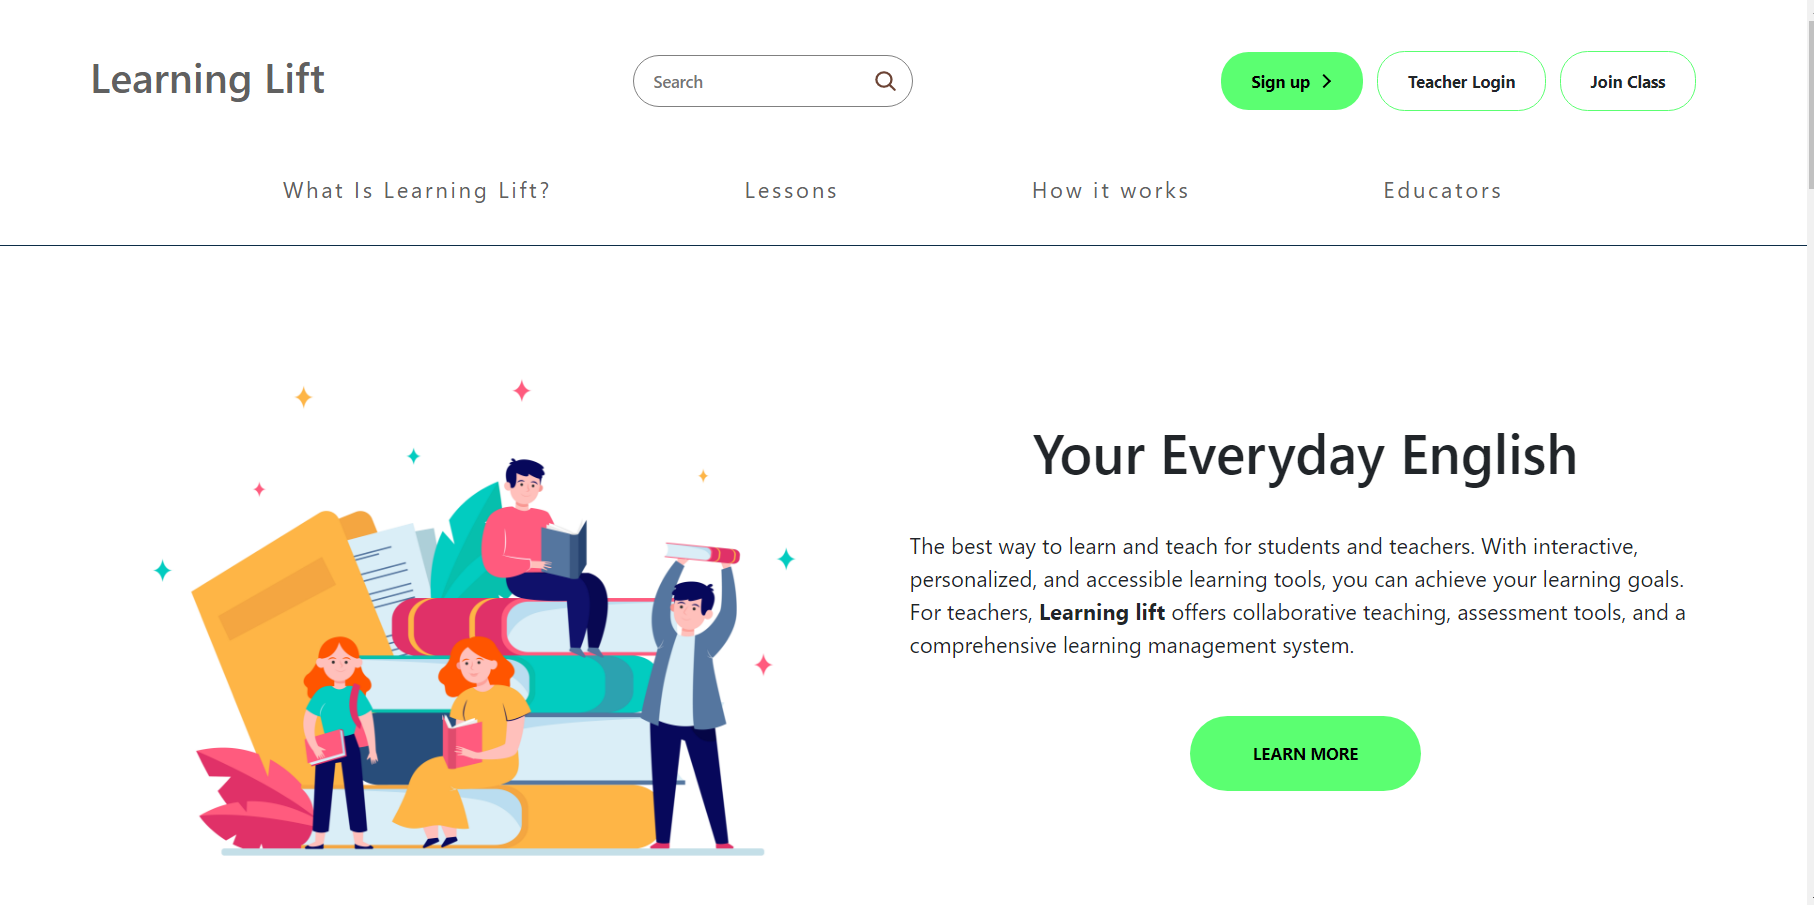 Learning Lift
Search
Sign up
Teacher Login
Join Class
What Is Learning Lift?
Lessons
How it works
Educators
Your Everyday English
The best way to learn and teach for students and teachers. With interactive,
personalized, and accessible learning tools, you can achieve your learning goals.
For teachers, Learning lift offers collaborative teaching, assessment tools, and a
comprehensive learning management system.
LEARN MORE